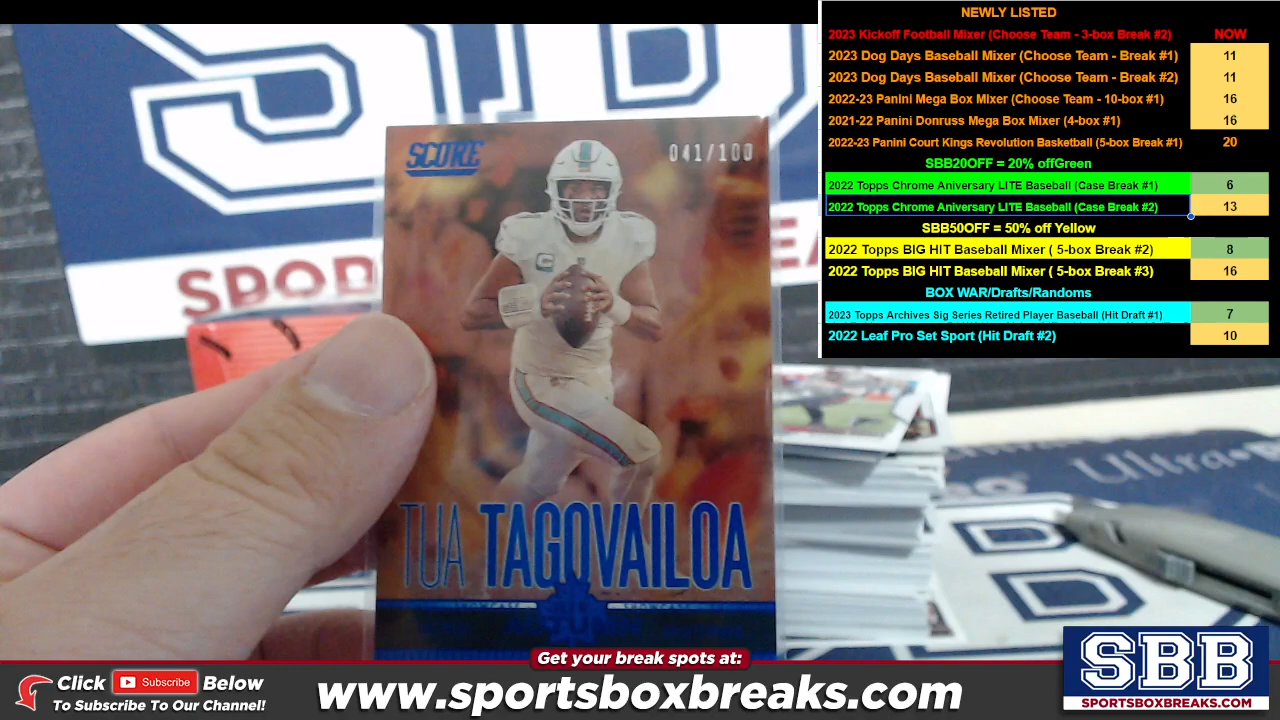 NEWLY LISTED
2023 Kickoff Football Mixer (Choose Team - 3-box Break #2) NOW
2023 Dog Days Baseball Mixer (Choose Team - Break #1) 11
2023 Dog Days Baseball Mixer (Choose Team - Break #2) 11
2022-23 Panini Mega Box Mixer (Choose Team - 10-box #1) 16
2021-22 Panini Donruss Mega Box Mixer (4-box #1) 16
2022-23 Panini Court Kings Revolution Basketball (5-box Break #1) 20
SBB20OFF = 20% offGreen
2022 Topps Chrome Aniversary LITE Baseball (Case Break #1) 6
2022 Topps Chrome Aniversary LITE Baseball (Case Break #2) 13
SBB50OFF = 50% off Yellow
2022 Topps BIG HIT Baseball Mixer ( 5-box Break #2) 8
2022 Topps BIG HIT Baseball Mixer ( 5-box Break #3) 16
BOX WAR/Drafts/Randoms
2023 Topps Archives Sig Series Retired Player Baseball (Hit Draft #1) 7
2022 Leaf Pro Set Sport (Hit Draft #2) 10
SCORE 041/100
TUA TAGOVAILOA
SHOWCASE SHOWCASE
Ultra
Get your break spots at:
Click Subscribe Below
To Subscribe To Our Channel!
www.sportsboxbreaks.com
SBB
SPORTSBOXBREAKS.COM